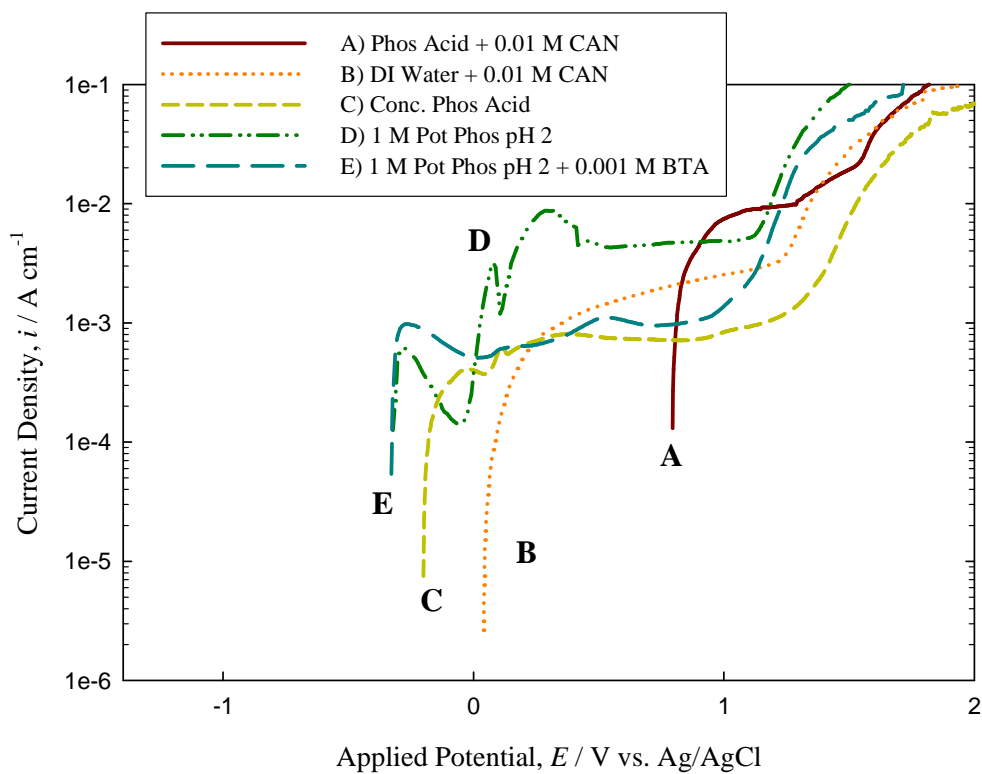 A) Phos Acid + 0.01 M CAN
B) DI Water + 0.01 M CAN
C) Conc. Phos Acid
D) 1 M Pot Phos pH 2
E) 1 M Pot Phos pH 2 + 0.001 M BTA
1e-1
1e-2
1e-3
1e-4
1e-5
1e-6
Current Density, i / A cm⁻¹
D
A
E
B
C
-1
0
1
2
Applied Potential, E / V vs. Ag/AgCl